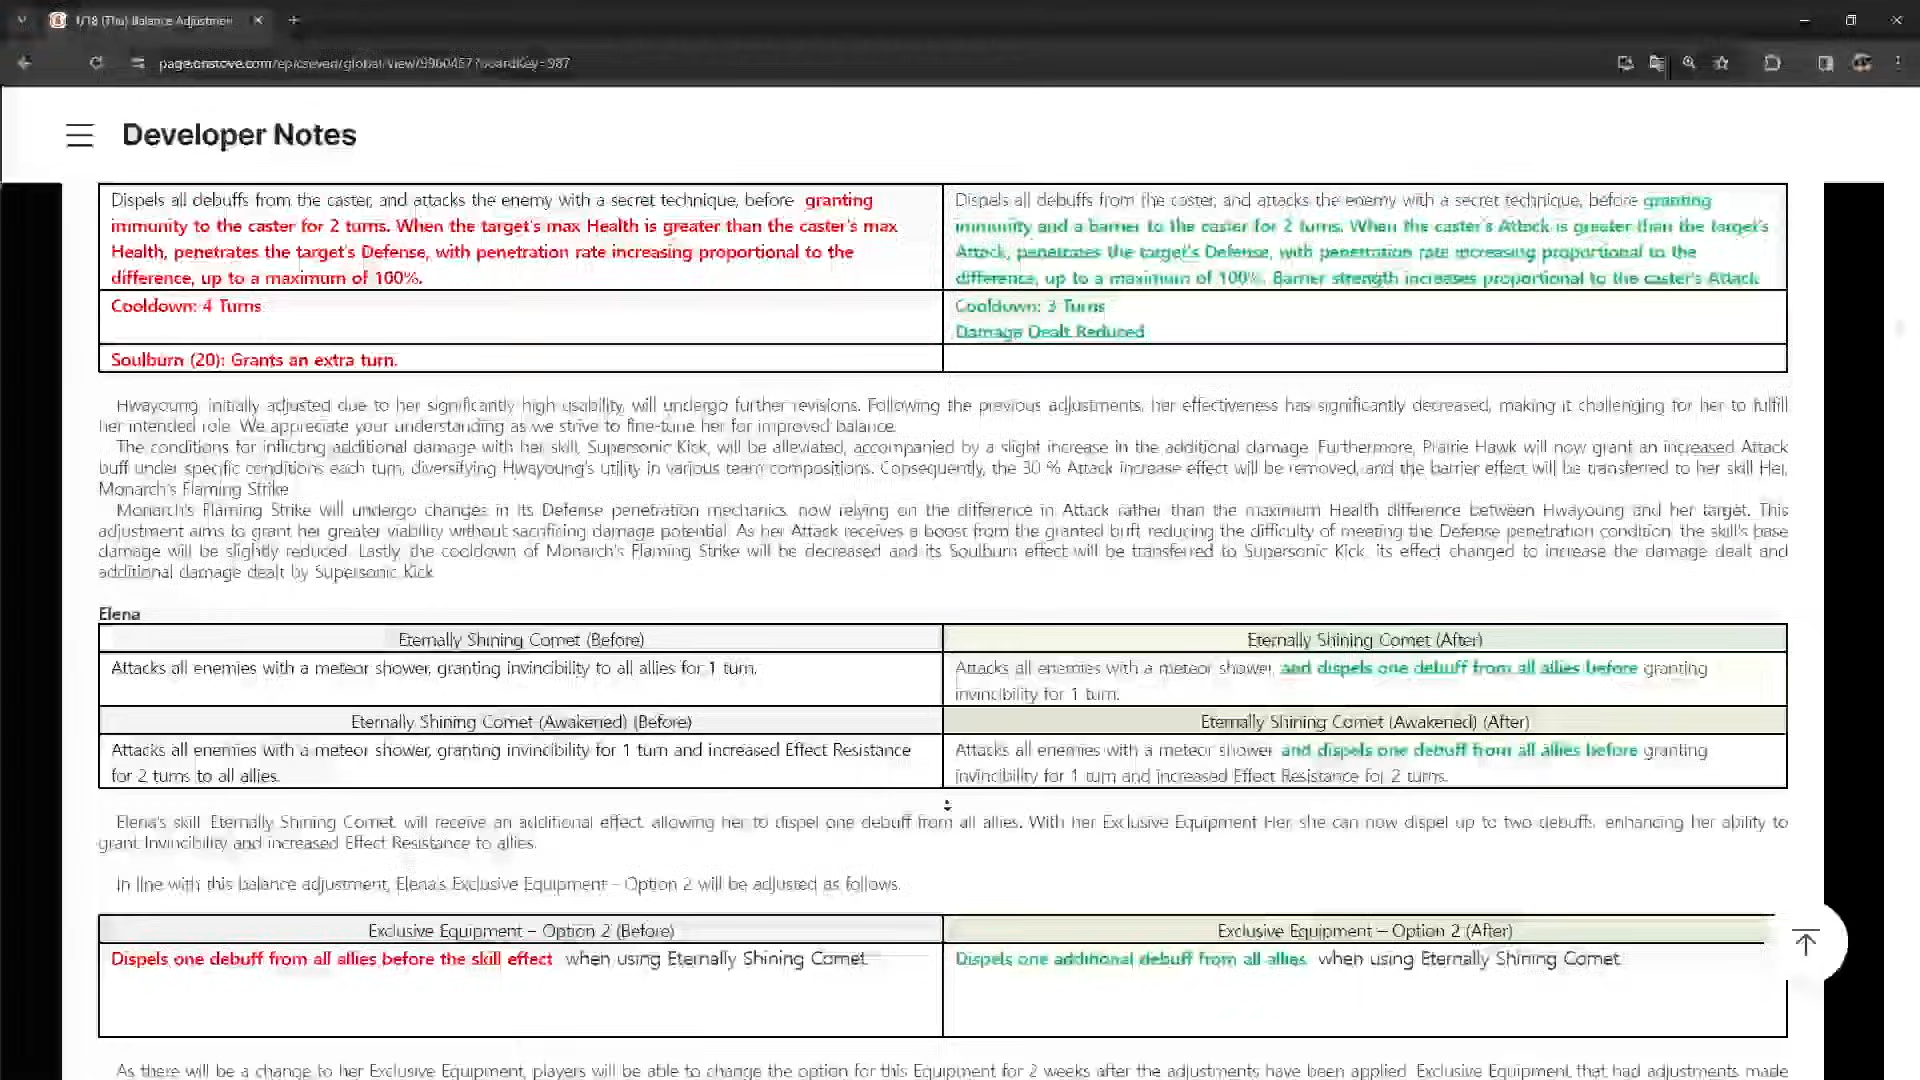 1/18 (Thu) Balance Adjustmen
page.onstove.com/epicseven/global/view/9960457?boardKey=987
Developer Notes
Dispels all debuffs from the caster, and attacks the enemy with a secret technique, before granting
immunity to the caster for 2 turns. When the target's max Health is greater than the caster's max
Health, penetrates the target's Defense, with penetration rate increasing proportional to the
difference, up to a maximum of 100%.
Dispels all debuffs from the caster, and attacks the enemy with a secret technique, before granting
immunity and a barrier to the caster for 2 turns. When the caster's Attack is greater than the target's
Attack, penetrates the target's Defense, with penetration rate increasing proportional to the
difference, up to a maximum of 100%. Barrier strength increases proportional to the caster's Attack.
Cooldown: 4 Turns
Cooldown: 3 Turns
Damage Dealt Reduced
Soulburn (20): Grants an extra turn.
Hwayoung, initially adjusted due to her significantly high usability, will undergo further revisions. Following the previous adjustments, her effectiveness has significantly decreased, making it challenging for her to fulfill
her intended role. We appreciate your understanding as we strive to fine-tune her for improved balance.
The conditions for inflicting additional damage with her skill, Supersonic Kick, will be alleviated, accompanied by a slight increase in the additional damage. Furthermore, Prairie Hawk will now grant an increased Attack
buff under specific conditions each turn, diversifying Hwayoung's utility in various team compositions. Consequently, the 30 % Attack increase effect will be removed, and the barrier effect will be transferred to her skill Her,
Monarch's Flaming Strike.
Monarch's Flaming Strike will undergo changes in its Defense penetration mechanics, now relying on the difference in Attack rather than the maximum Health difference between Hwayoung and her target. This
adjustment aims to grant her greater viability without sacrificing damage potential. As her Attack receives a boost from the granted buff, reducing the difficulty of meeting the Defense penetration condition, the skill's base
damage will be slightly reduced. Lastly, the cooldown of Monarch's Flaming Strike will be decreased and its Soulburn effect will be transferred to Supersonic Kick, its effect changed to increase the damage dealt and
additional damage dealt by Supersonic Kick.
Elena
Eternally Shining Comet (Before)
Eternally Shining Comet (After)
Attacks all enemies with a meteor shower, granting invincibility to all allies for 1 turn.
Attacks all enemies with a meteor shower, and dispels one debuff from all allies before granting
invincibility for 1 turn.
Eternally Shining Comet (Awakened) (Before)
Eternally Shining Comet (Awakened) (After)
Attacks all enemies with a meteor shower, granting invincibility for 1 turn and increased Effect Resistance
for 2 turns to all allies.
Attacks all enemies with a meteor shower and dispels one debuff from all allies before granting
invincibility for 1 turn and increased Effect Resistance for 2 turns.
Elena's skill, Eternally Shining Comet, will receive an additional effect, allowing her to dispel one debuff from all allies. With her Exclusive Equipment Her, she can now dispel up to two debuffs, enhancing her ability to
grant Invincibility and increased Effect Resistance to allies.
In line with this balance adjustment, Elena's Exclusive Equipment – Option 2 will be adjusted as follows.
Exclusive Equipment – Option 2 (Before)
Exclusive Equipment – Option 2 (After)
Dispels one debuff from all allies before the skill effect when using Eternally Shining Comet.
Dispels one additional debuff from all allies when using Eternally Shining Comet.
As there will be a change to her Exclusive Equipment, players will be able to change the option for this Equipment for 2 weeks after the adjustments have been applied. Exclusive Equipment that had adjustments made